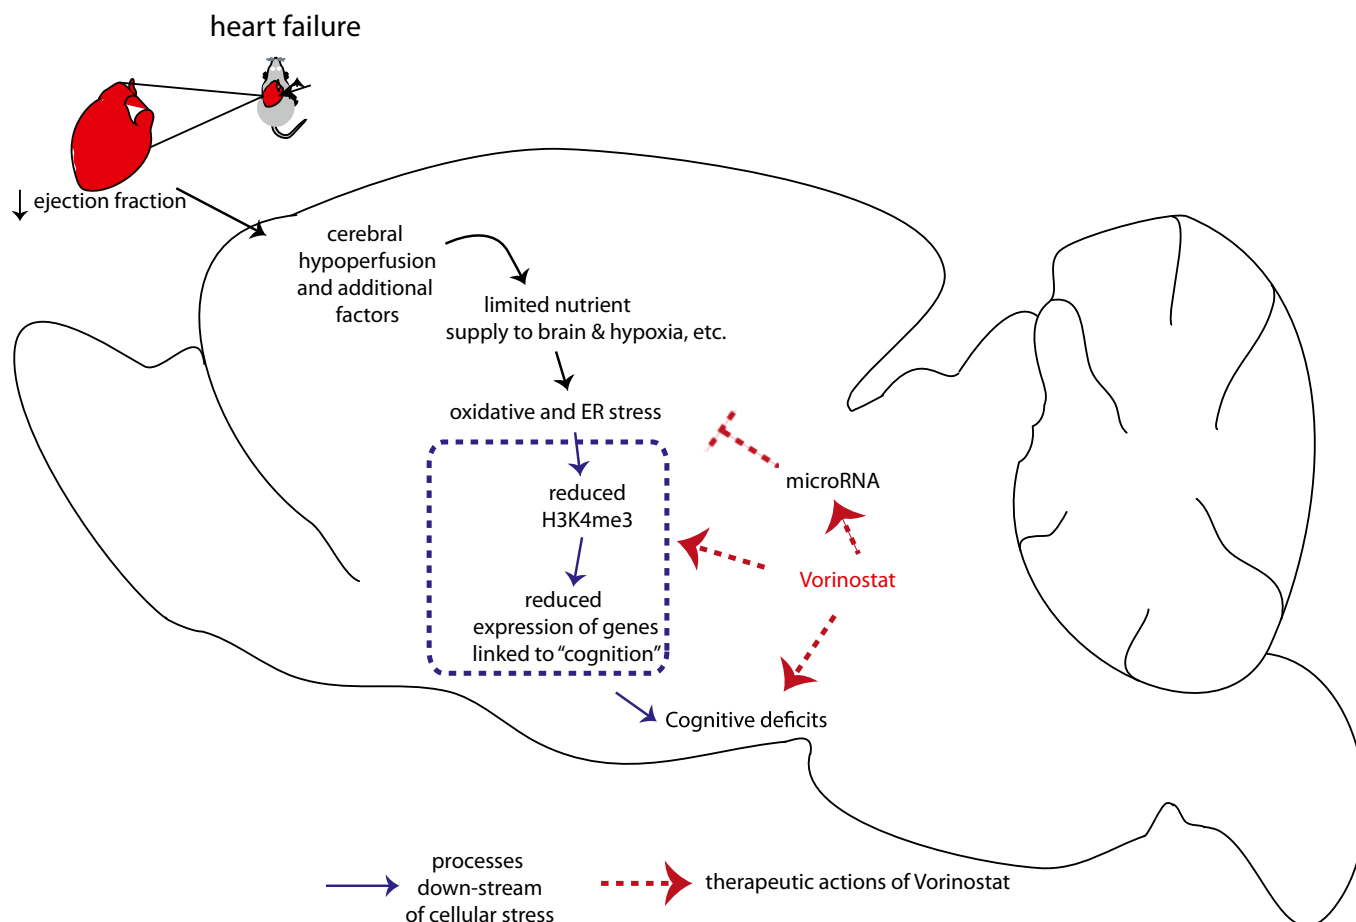 heart failure
↓ ejection fraction
cerebral
hypoperfusion
and additional
factors
limited nutrient
supply to brain & hypoxia, etc.
oxidative and ER stress
microRNA
reduced
H3K4me3
Vorinostat
reduced
expression of genes
linked to “cognition”
Cognitive deficits
processes
down-stream
of cellular stress
therapeutic actions of Vorinostat